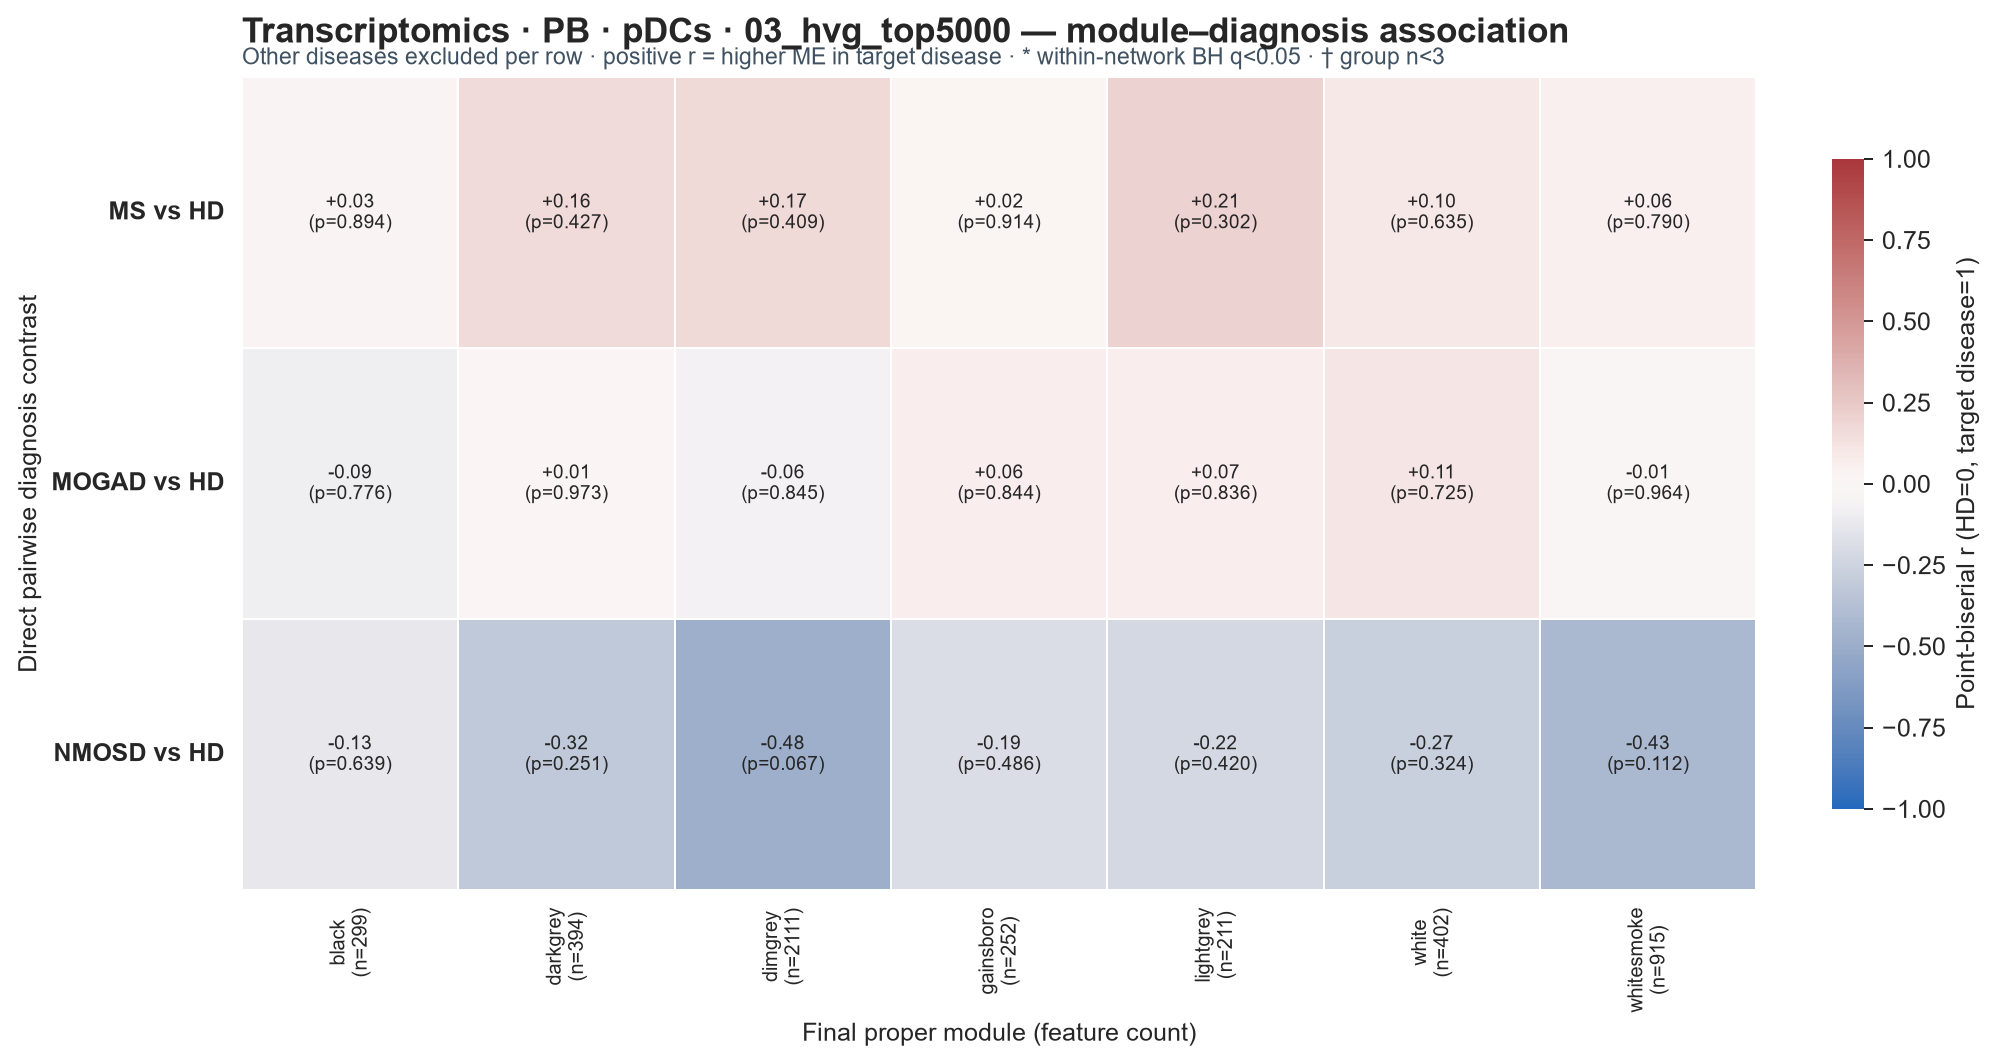 Transcriptomics · PB · pDCs · 03_hvg_top5000 — module–diagnosis association
Other diseases excluded per row · positive r = higher ME in target disease · * within-network BH q<0.05 · † group n<3
Direct pairwise diagnosis contrast
MS vs HD
+0.03
(p=0.894)
+0.16
(p=0.427)
+0.17
(p=0.409)
+0.02
(p=0.914)
+0.21
(p=0.302)
+0.10
(p=0.635)
+0.06
(p=0.790)
MOGAD vs HD
-0.09
(p=0.776)
+0.01
(p=0.973)
-0.06
(p=0.845)
+0.06
(p=0.844)
+0.07
(p=0.836)
+0.11
(p=0.725)
-0.01
(p=0.964)
NMOSD vs HD
-0.13
(p=0.639)
-0.32
(p=0.251)
-0.48
(p=0.067)
-0.19
(p=0.486)
-0.22
(p=0.420)
-0.27
(p=0.324)
-0.43
(p=0.112)
black
(n=299)
darkgrey
(n=394)
dimgrey
(n=2111)
gainsboro
(n=252)
lightgrey
(n=211)
white
(n=402)
whitesmoke
(n=915)
Final proper module (feature count)
1.00
0.75
0.50
0.25
0.00
−0.25
−0.50
−0.75
−1.00
Point-biserial r (HD=0, target disease=1)